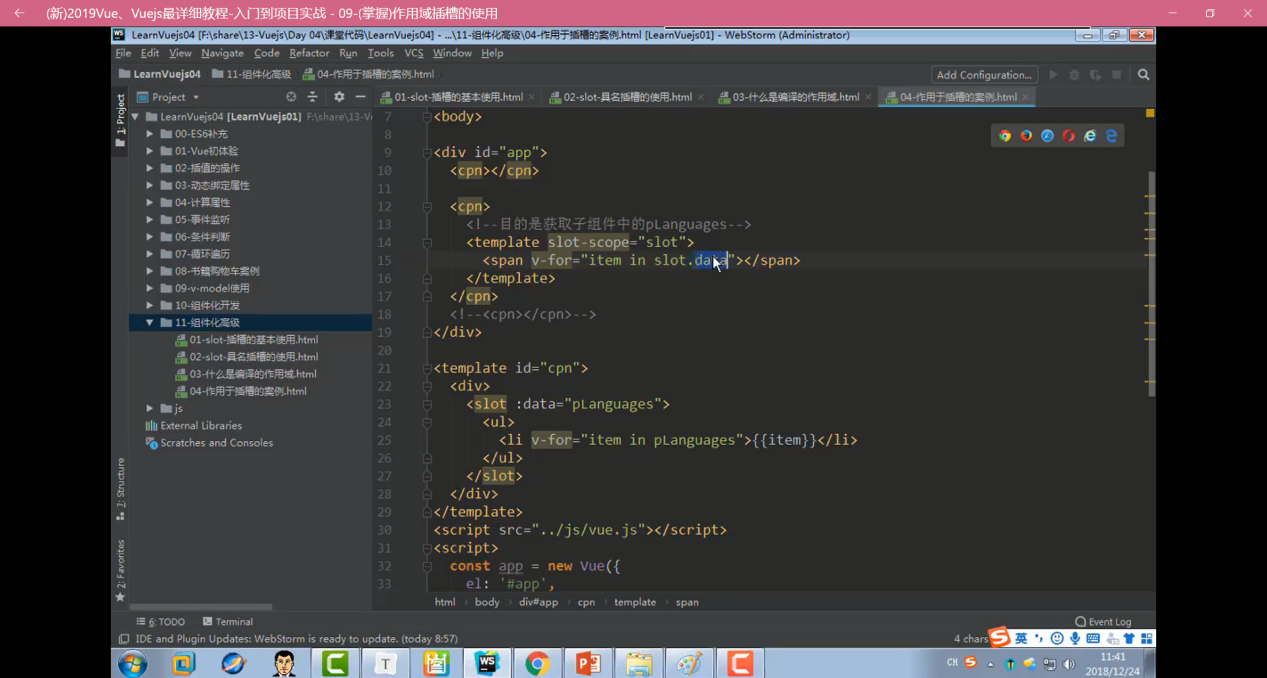 (新)2019Vue、Vuejs最详细教程-入门到项目实战 - 09-(掌握)作用域插槽的使用
LearnVuejs04 [F:\share\13-Vuejs\Day 04\课堂代码\LearnVuejs04] - ...\11-组件化高级\04-作用于插槽的案例.html [LearnVuejs01] - WebStorm (Administrator)
File Edit View Navigate Code Refactor Run Tools VCS Window Help
LearnVuejs04 11-组件化高级 04-作用于插槽的案例.html Add Configuration...
Project 01-slot-插槽的基本使用.html 02-slot-具名插槽的使用.html 03-什么是编译的作用域.html 04-作用于插槽的案例.html
1: Project
LearnVuejs04 [LearnVuejs01] F:\share\13-V
00-ES6补充
01-Vue初体验
02-插值的操作
03-动态绑定属性
04-计算属性
05-事件监听
06-条件判断
07-循环遍历
08-书籍购物车案例
09-v-model使用
10-组件化开发
11-组件化高级
01-slot-插槽的基本使用.html
02-slot-具名插槽的使用.html
03-什么是编译的作用域.html
04-作用于插槽的案例.html
js
External Libraries
Scratches and Consoles
7: Structure
2: Favorites
7 <body>
8
9 <div id="app">
10 <cpn></cpn>
11
12 <cpn>
13 <!--目的是获取子组件中的pLanguages-->
14 <template slot-scope="slot">
15 <span v-for="item in slot.data"></span>
16 </template>
17 </cpn>
18 <!--<cpn></cpn>-->
19 </div>
20
21 <template id="cpn">
22 <div>
23 <slot :data="pLanguages">
24 <ul>
25 <li v-for="item in pLanguages">{{item}}</li>
26 </ul>
27 </slot>
28 </div>
29 </template>
30 <script src="../js/vue.js"></script>
31 <script>
32 const app = new Vue({
33 el: '#app',
html body div#app cpn template span
6: TODO Terminal Event Log
IDE and Plugin Updates: WebStorm is ready to update. (today 8:57) 4 chars
英
CH
11:41
2018/12/24